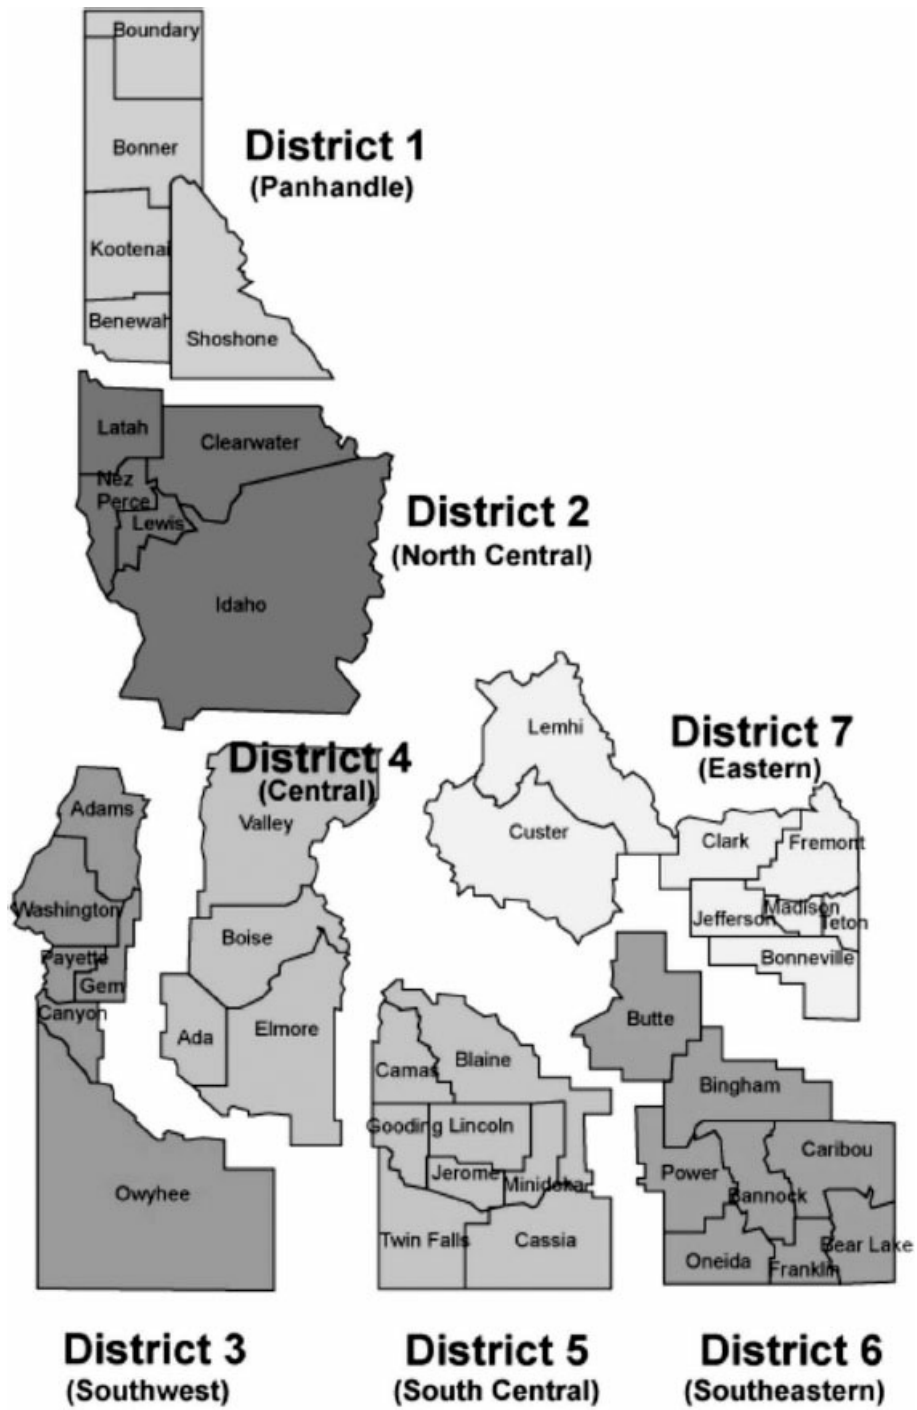 Boundary
Bonner
District 1
(Panhandle)
Kootenai
Benewah
Shoshone
Latah
Clearwater
Nez
Perce
Lewis
District 2
(North Central)
Idaho
Lemhi
District 7
(Eastern)
District 4
(Central)
Adams
Valley
Custer
Clark
Fremont
Washington
Madison
Jefferson
Teton
Boise
Payette
Bonneville
Gem
Canyon
Ada
Elmore
Butte
Camas
Blaine
Bingham
Gooding
Lincoln
Caribou
Jerome
Minidoka
Power
Bannock
Owyhee
Twin Falls
Cassia
Bear Lake
Oneida
Franklin
District 3
(Southwest)
District 5
(South Central)
District 6
(Southeastern)